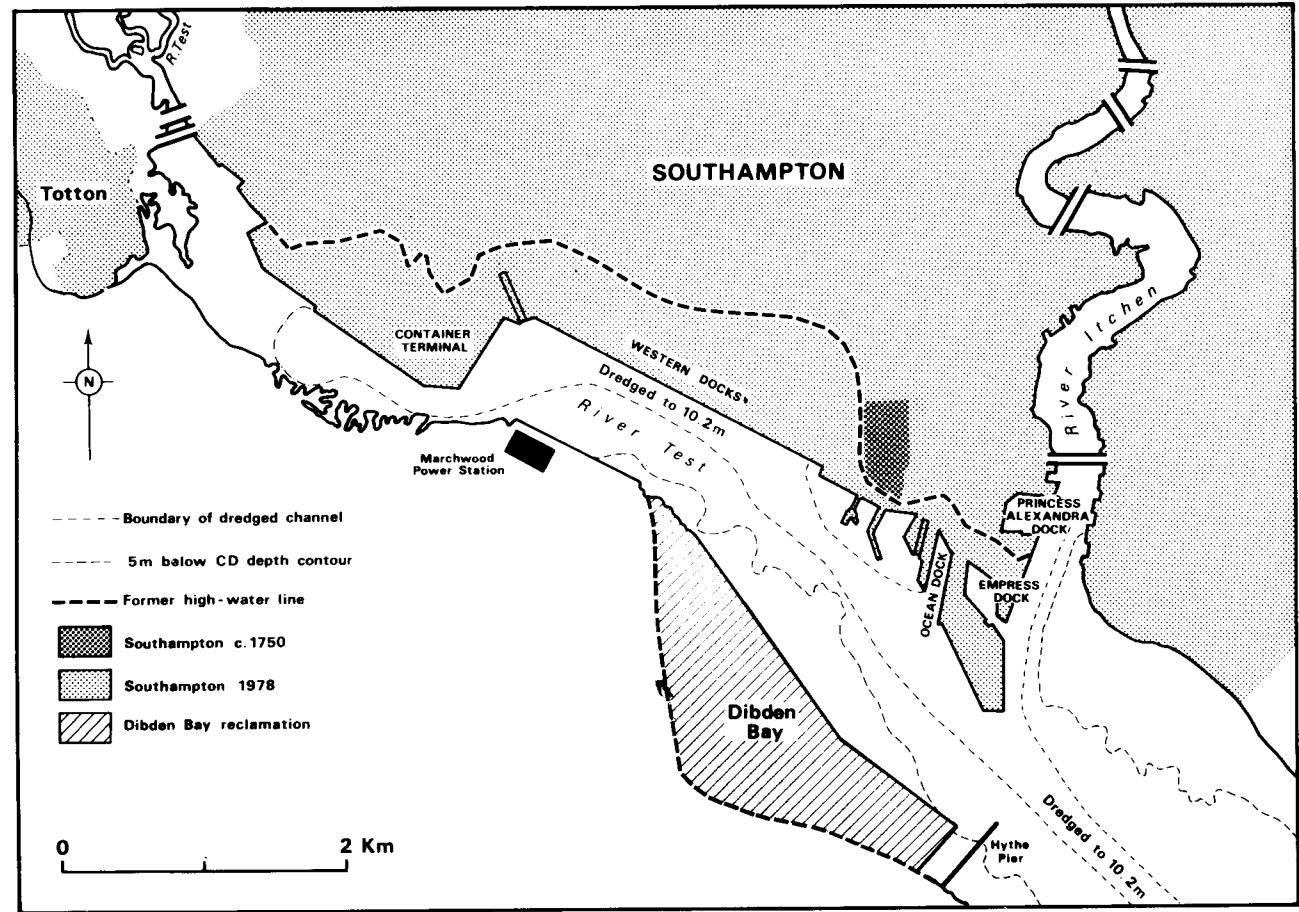 R. Test
SOUTHAMPTON
Totton
River Itchen
CONTAINER
TERMINAL
WESTERN DOCKS
Dredged to 10.2m
River Test
N
Marchwood
Power Station
PRINCESS
ALEXANDRA
DOCK
EMPRESS
DOCK
OCEAN DOCK
Boundary of dredged channel
5m below CD depth contour
Former high-water line
Southampton c.1750
Southampton 1978
Dibden Bay reclamation
Dibden
Bay
Dredged to 10.2m
Hythe
Pier
0 2 Km